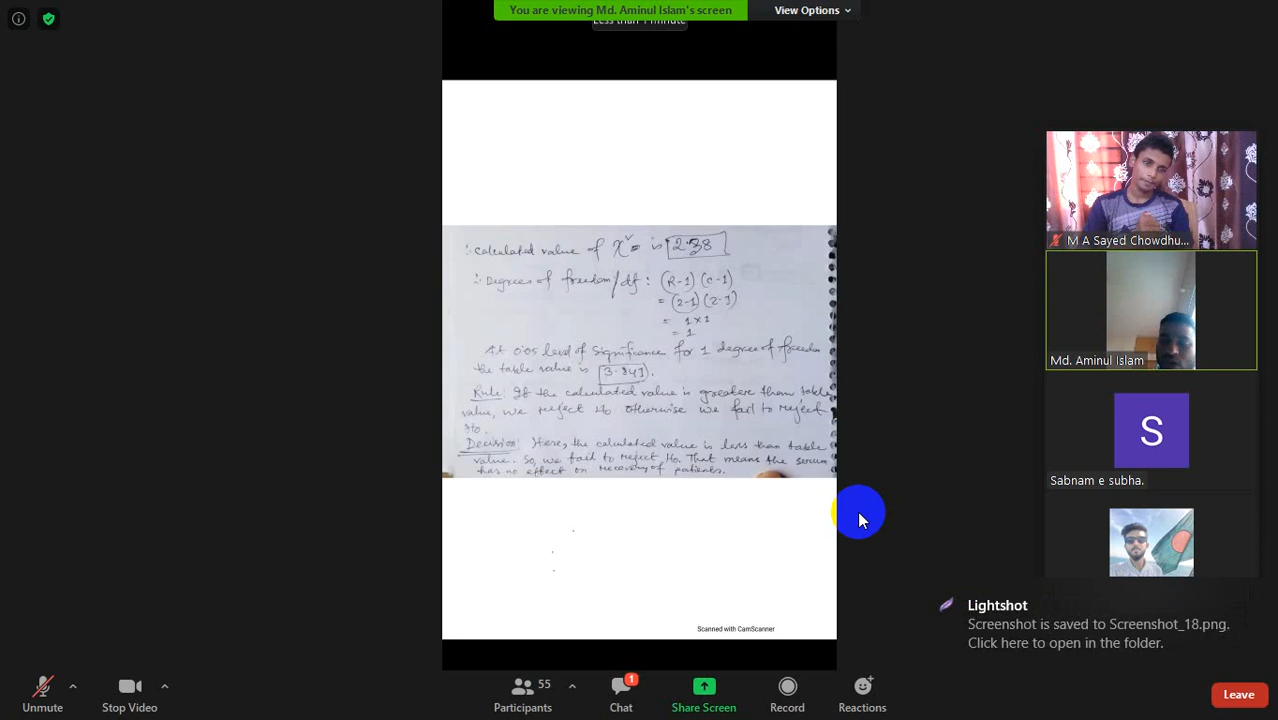 You are viewing Md. Aminul Islam's screen
View Options
Less than 1 minute
∴ Calculated value of χ² is 2.38
∴ Degrees of freedom/df : (R-1) (C-1)
= (2-1) (2-1)
= 1×1
= 1
At 0.05 level of Significance for 1 degree of freedom
the table value is 3.841.
Rule: If the calculated value is greatere them table
value, we reject Ho otherwise we fail to reject
Ho.
Decision: Here, the calculated value is less than table
value. So, we fail to reject Ho. That means the serum
has no effect on recovery of patients.
Scanned with CamScanner
M A Sayed Chowdhu...
Md. Aminul Islam
S
Sabnam e subha.
Lightshot
Screenshot is saved to Screenshot_18.png.
Click here to open in the folder.
Unmute
Stop Video
55
Participants
1
Chat
Share Screen
Record
Reactions
Leave